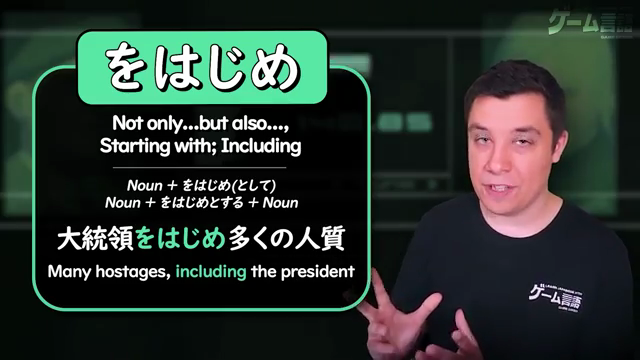 をはじめ
Not only...but also...,
Starting with; Including
Noun + をはじめ(として)
Noun + をはじめとする + Noun
大統領をはじめ多くの人質
Many hostages, including the president
ゲーム言語
ゲーム言語